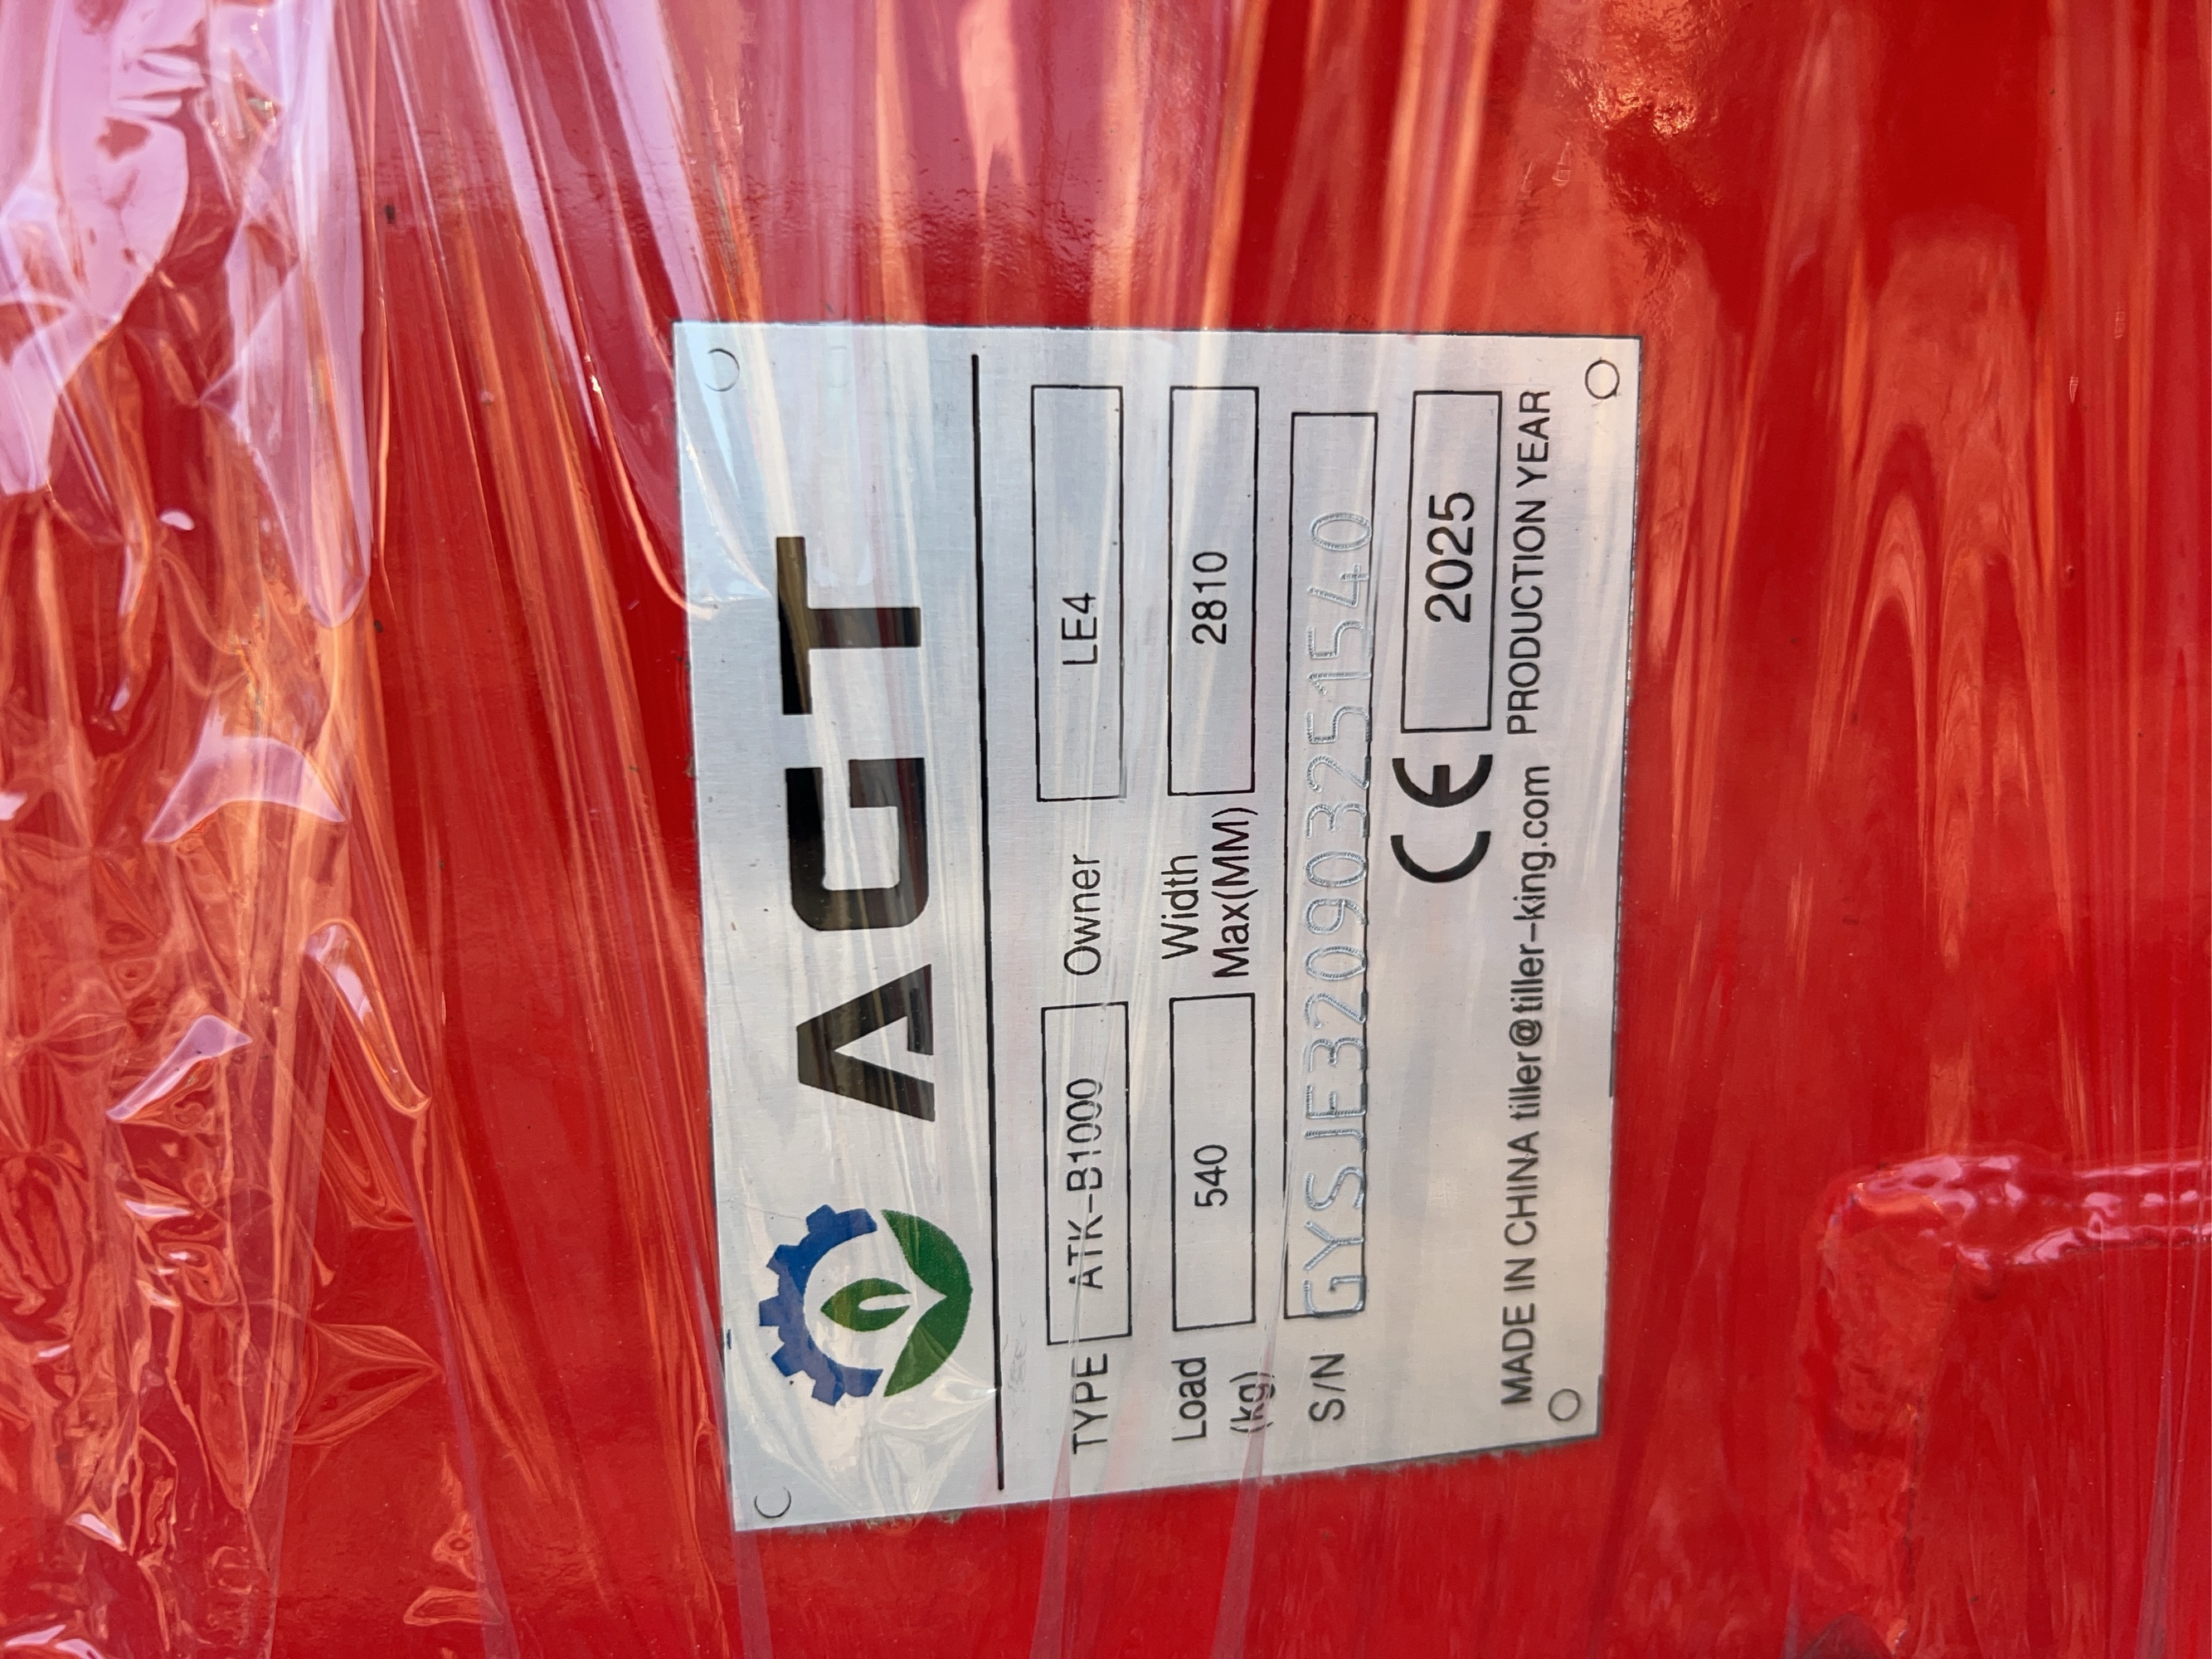 AGT
TYPE ATK-B1000 Owner LE4
Load (kg) 540 Width Max(MM) 2810
S/N GYSJE320903251540
CE 2025
MADE IN CHINA tiller@tiller-king.com PRODUCTION YEAR